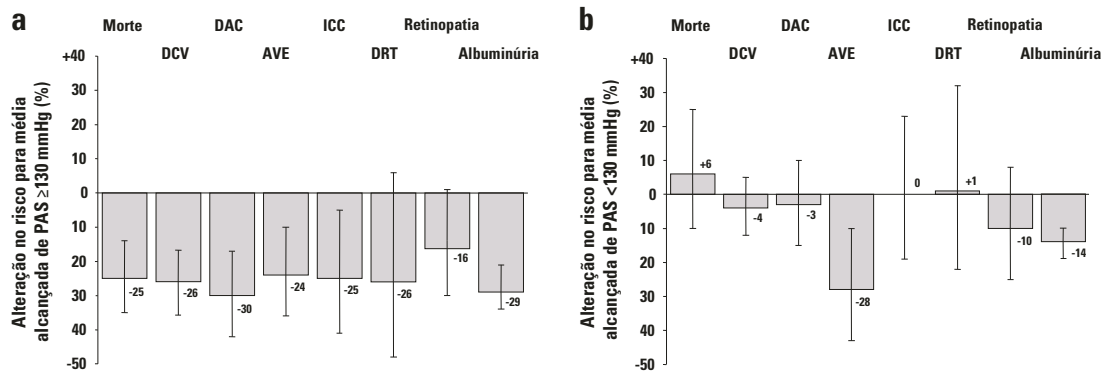 a
Morte
DAC
ICC
Retinopatia
DCV
AVE
DRT
Albuminúria
Alteração no risco para média
alcançada de PAS ≥130 mmHg (%)
+40
30
20
10
0
10
20
30
40
-50
-25
-26
-30
-24
-25
-26
-16
-29
b
Morte
DAC
ICC
Retinopatia
DCV
AVE
DRT
Albuminúria
Alteração no risco para média
alcançada de PAS <130 mmHg (%)
+40
30
20
10
0
10
20
30
40
-50
+6
-4
-3
-28
0
+1
-10
-14